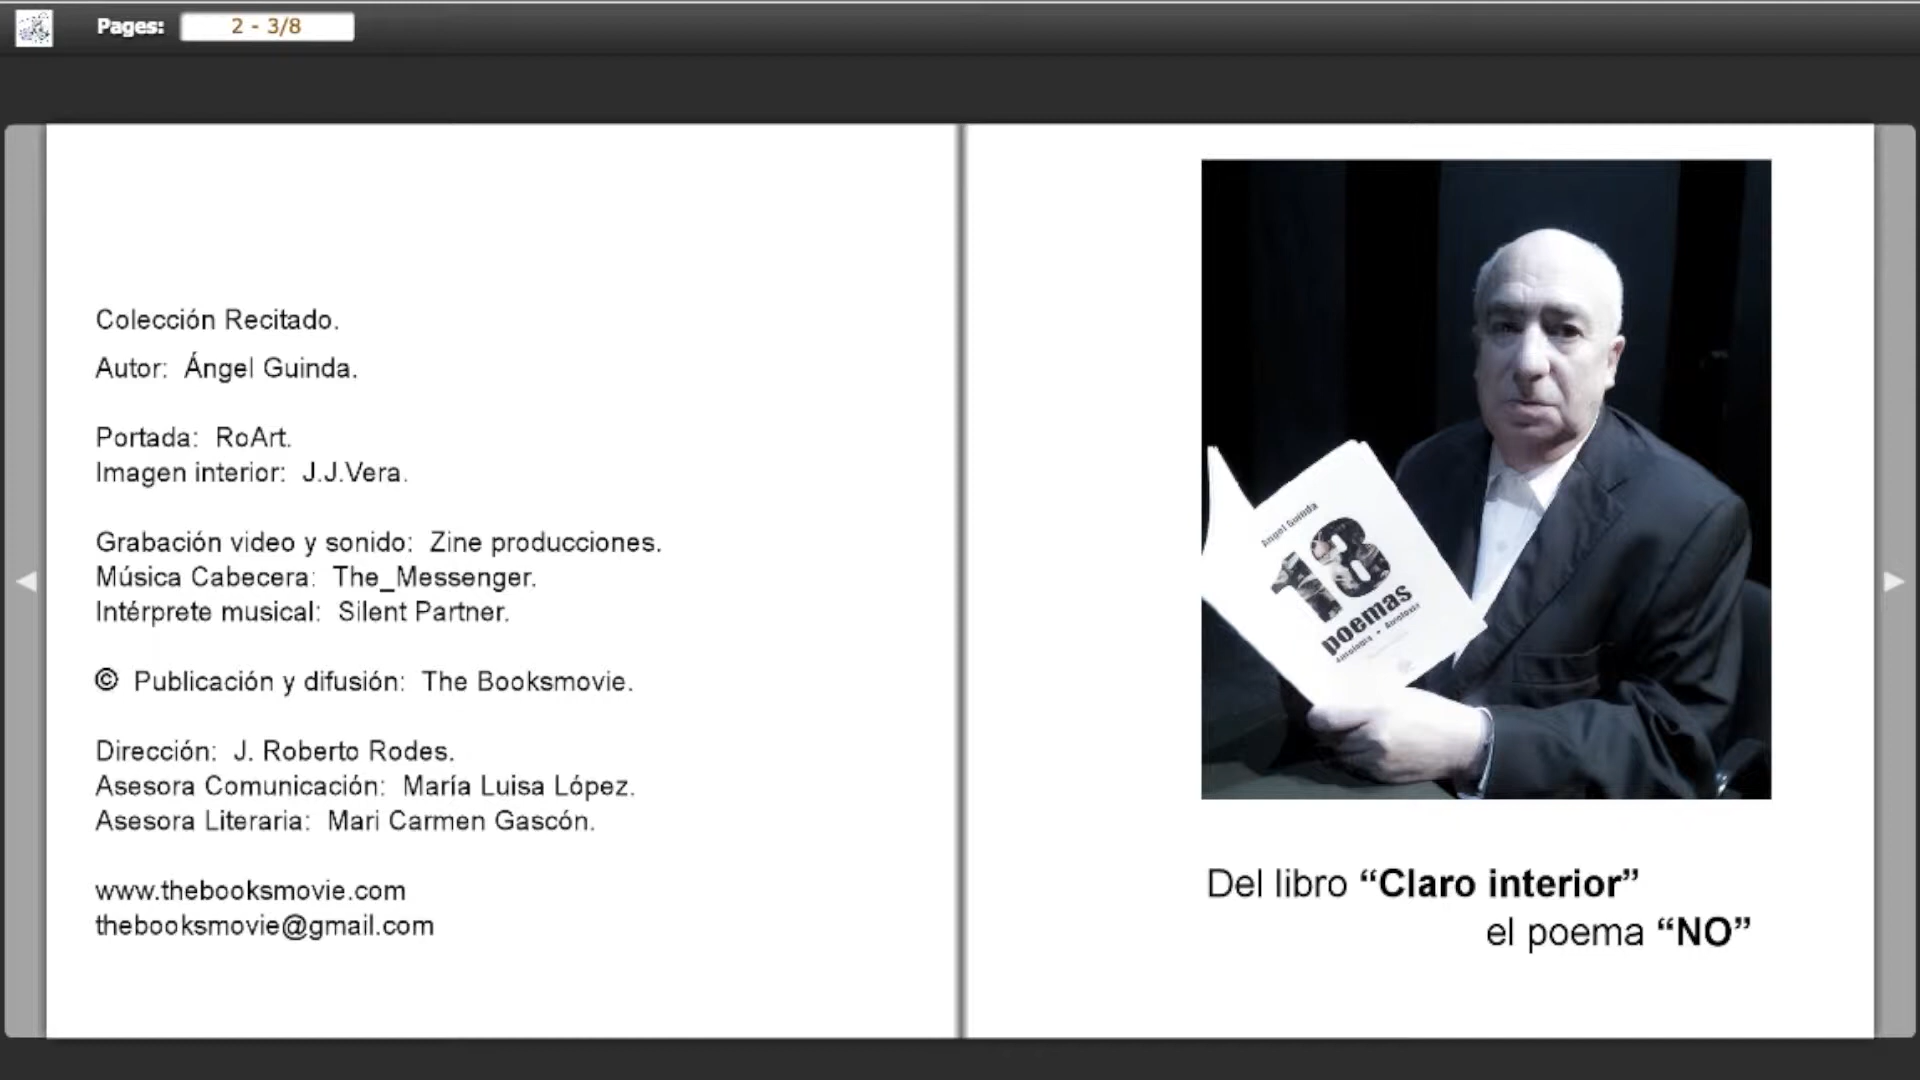 Pages: 2 - 3/8
Colección Recitado.
Autor: Ángel Guinda.
Portada: RoArt.
Imagen interior: J.J.Vera.
Grabación video y sonido: Zine producciones.
Música Cabecera: The_Messenger.
Intérprete musical: Silent Partner.
© Publicación y difusión: The Booksmovie.
Dirección: J. Roberto Rodes.
Asesora Comunicación: María Luisa López.
Asesora Literaria: Mari Carmen Gascón.
www.thebooksmovie.com
thebooksmovie@gmail.com
Angel Guinda
18
poemas
Del libro “Claro interior”
el poema “NO”